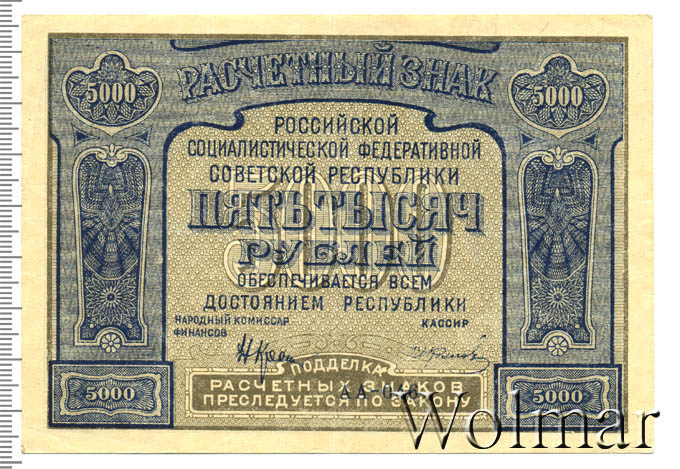 РАСЧЕТНЫЙ ЗНАК
5000 5000
РОССИЙСКОЙ
СОЦИАЛИСТИЧЕСКОЙ ФЕДЕРАТИВНОЙ
СОВЕТСКОЙ РЕСПУБЛИКИ
5000
ПЯТЬ ТЫСЯЧ
РУБЛЕЙ
ОБЕСПЕЧИВАЕТСЯ ВСЕМ
ДОСТОЯНИЕМ РЕСПУБЛИКИ
НАРОДНЫЙ КОМИССАР КАССИР
ФИНАНСОВ
ПОДДЕЛКА
РАСЧЕТНЫХ ЗНАКОВ
ПРЕСЛЕДУЕТСЯ ПО ЗАКОНУ
5000 5000
Wolmar